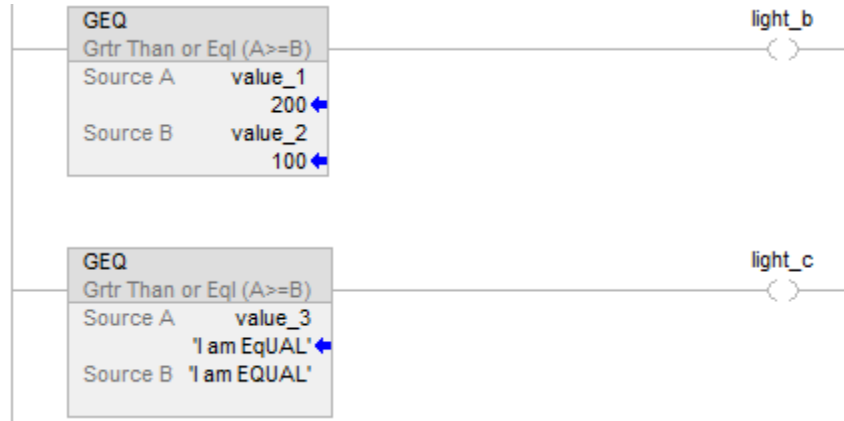 GEQ
Grtr Than or Eql (A>=B)
Source A value_1
200
Source B value_2
100
light_b
GEQ
Grtr Than or Eql (A>=B)
Source A value_3
'I am EqUAL'
Source B 'I am EQUAL'
light_c